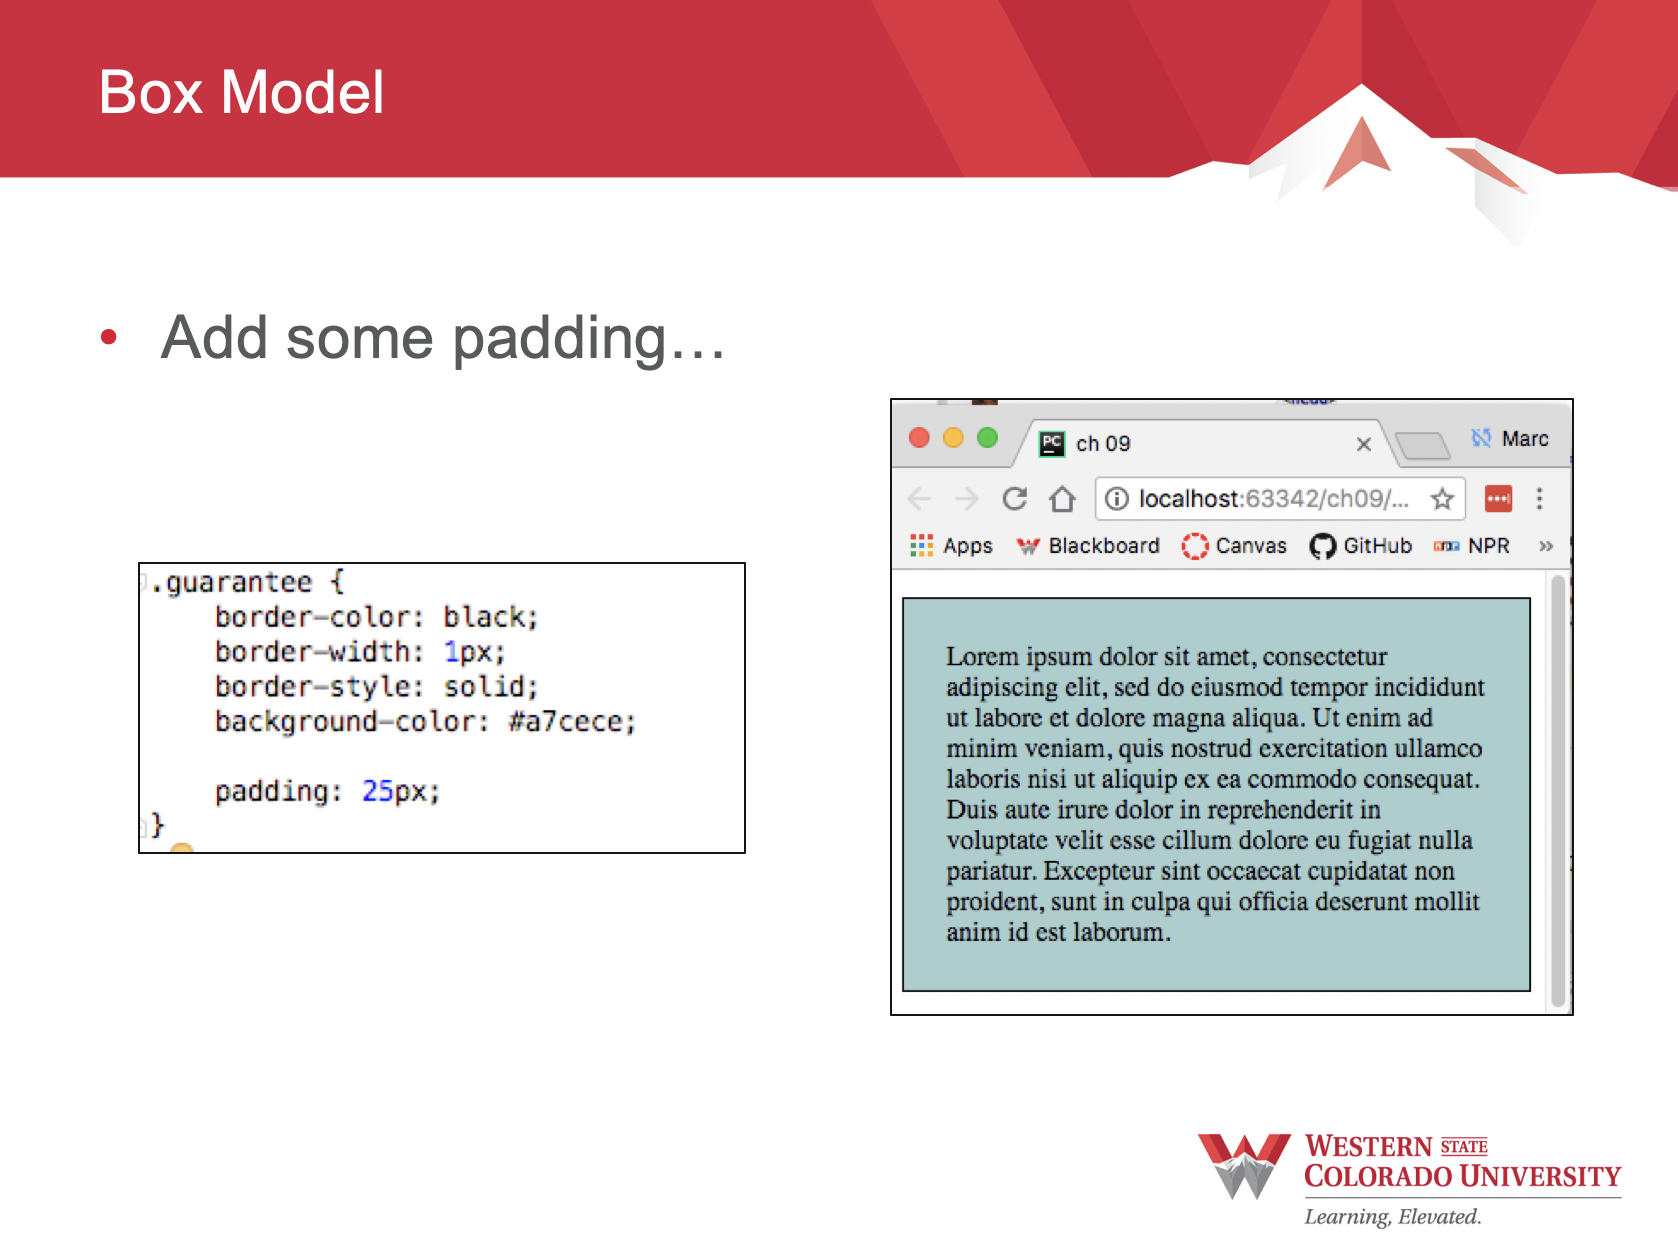 Box Model
• Add some padding…
.guarantee {
    border-color: black;
    border-width: 1px;
    border-style: solid;
    background-color: #a7cece;

    padding: 25px;
}
PC ch 09
Marc
localhost:63342/ch09/...
Apps Blackboard Canvas GitHub NPR »
Lorem ipsum dolor sit amet, consectetur
adipiscing elit, sed do eiusmod tempor incididunt
ut labore et dolore magna aliqua. Ut enim ad
minim veniam, quis nostrud exercitation ullamco
laboris nisi ut aliquip ex ea commodo consequat.
Duis aute irure dolor in reprehenderit in
voluptate velit esse cillum dolore eu fugiat nulla
pariatur. Excepteur sint occaecat cupidatat non
proident, sunt in culpa qui officia deserunt mollit
anim id est laborum.
WESTERN STATE
COLORADO UNIVERSITY
Learning, Elevated.